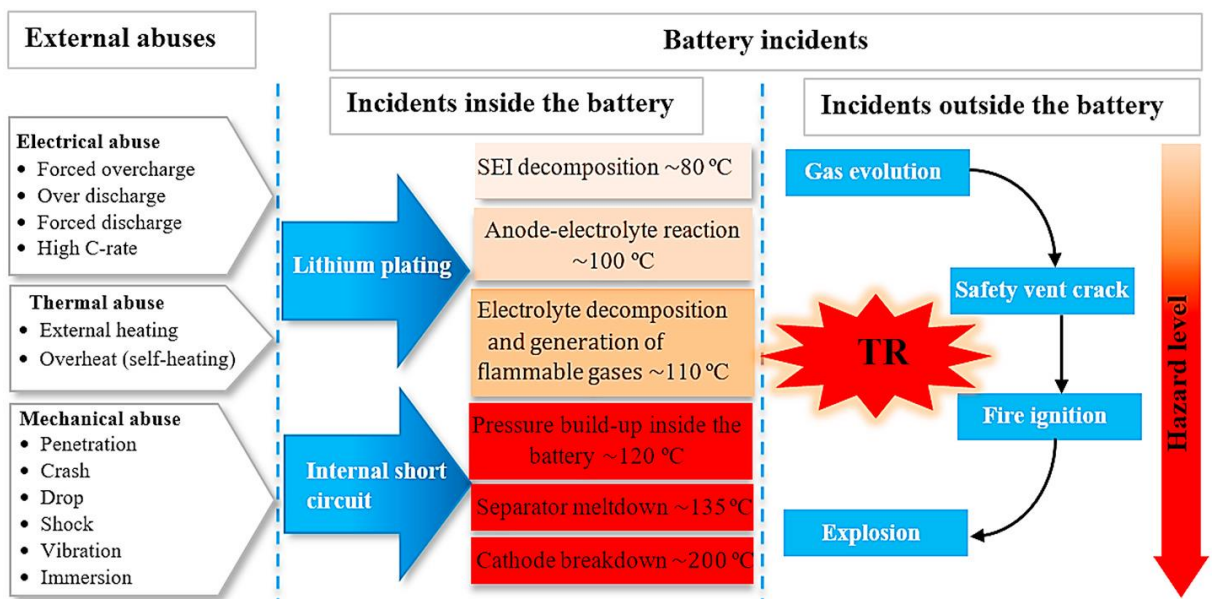 External abuses
Battery incidents
Incidents inside the battery
Incidents outside the battery
Electrical abuse
• Forced overcharge
• Over discharge
• Forced discharge
• High C-rate
Thermal abuse
• External heating
• Overheat (self-heating)
Mechanical abuse
• Penetration
• Crash
• Drop
• Shock
• Vibration
• Immersion
Lithium plating
Internal short
circuit
SEI decomposition ~80 ºC
Anode-electrolyte reaction
~100 ºC
Electrolyte decomposition
and generation of
flammable gases ~110ºC
Pressure build-up inside the
battery ~120 ºC
Separator meltdown ~135 ºC
Cathode breakdown ~200 ºC
TR
Gas evolution
Safety vent crack
Fire ignition
Explosion
Hazard level